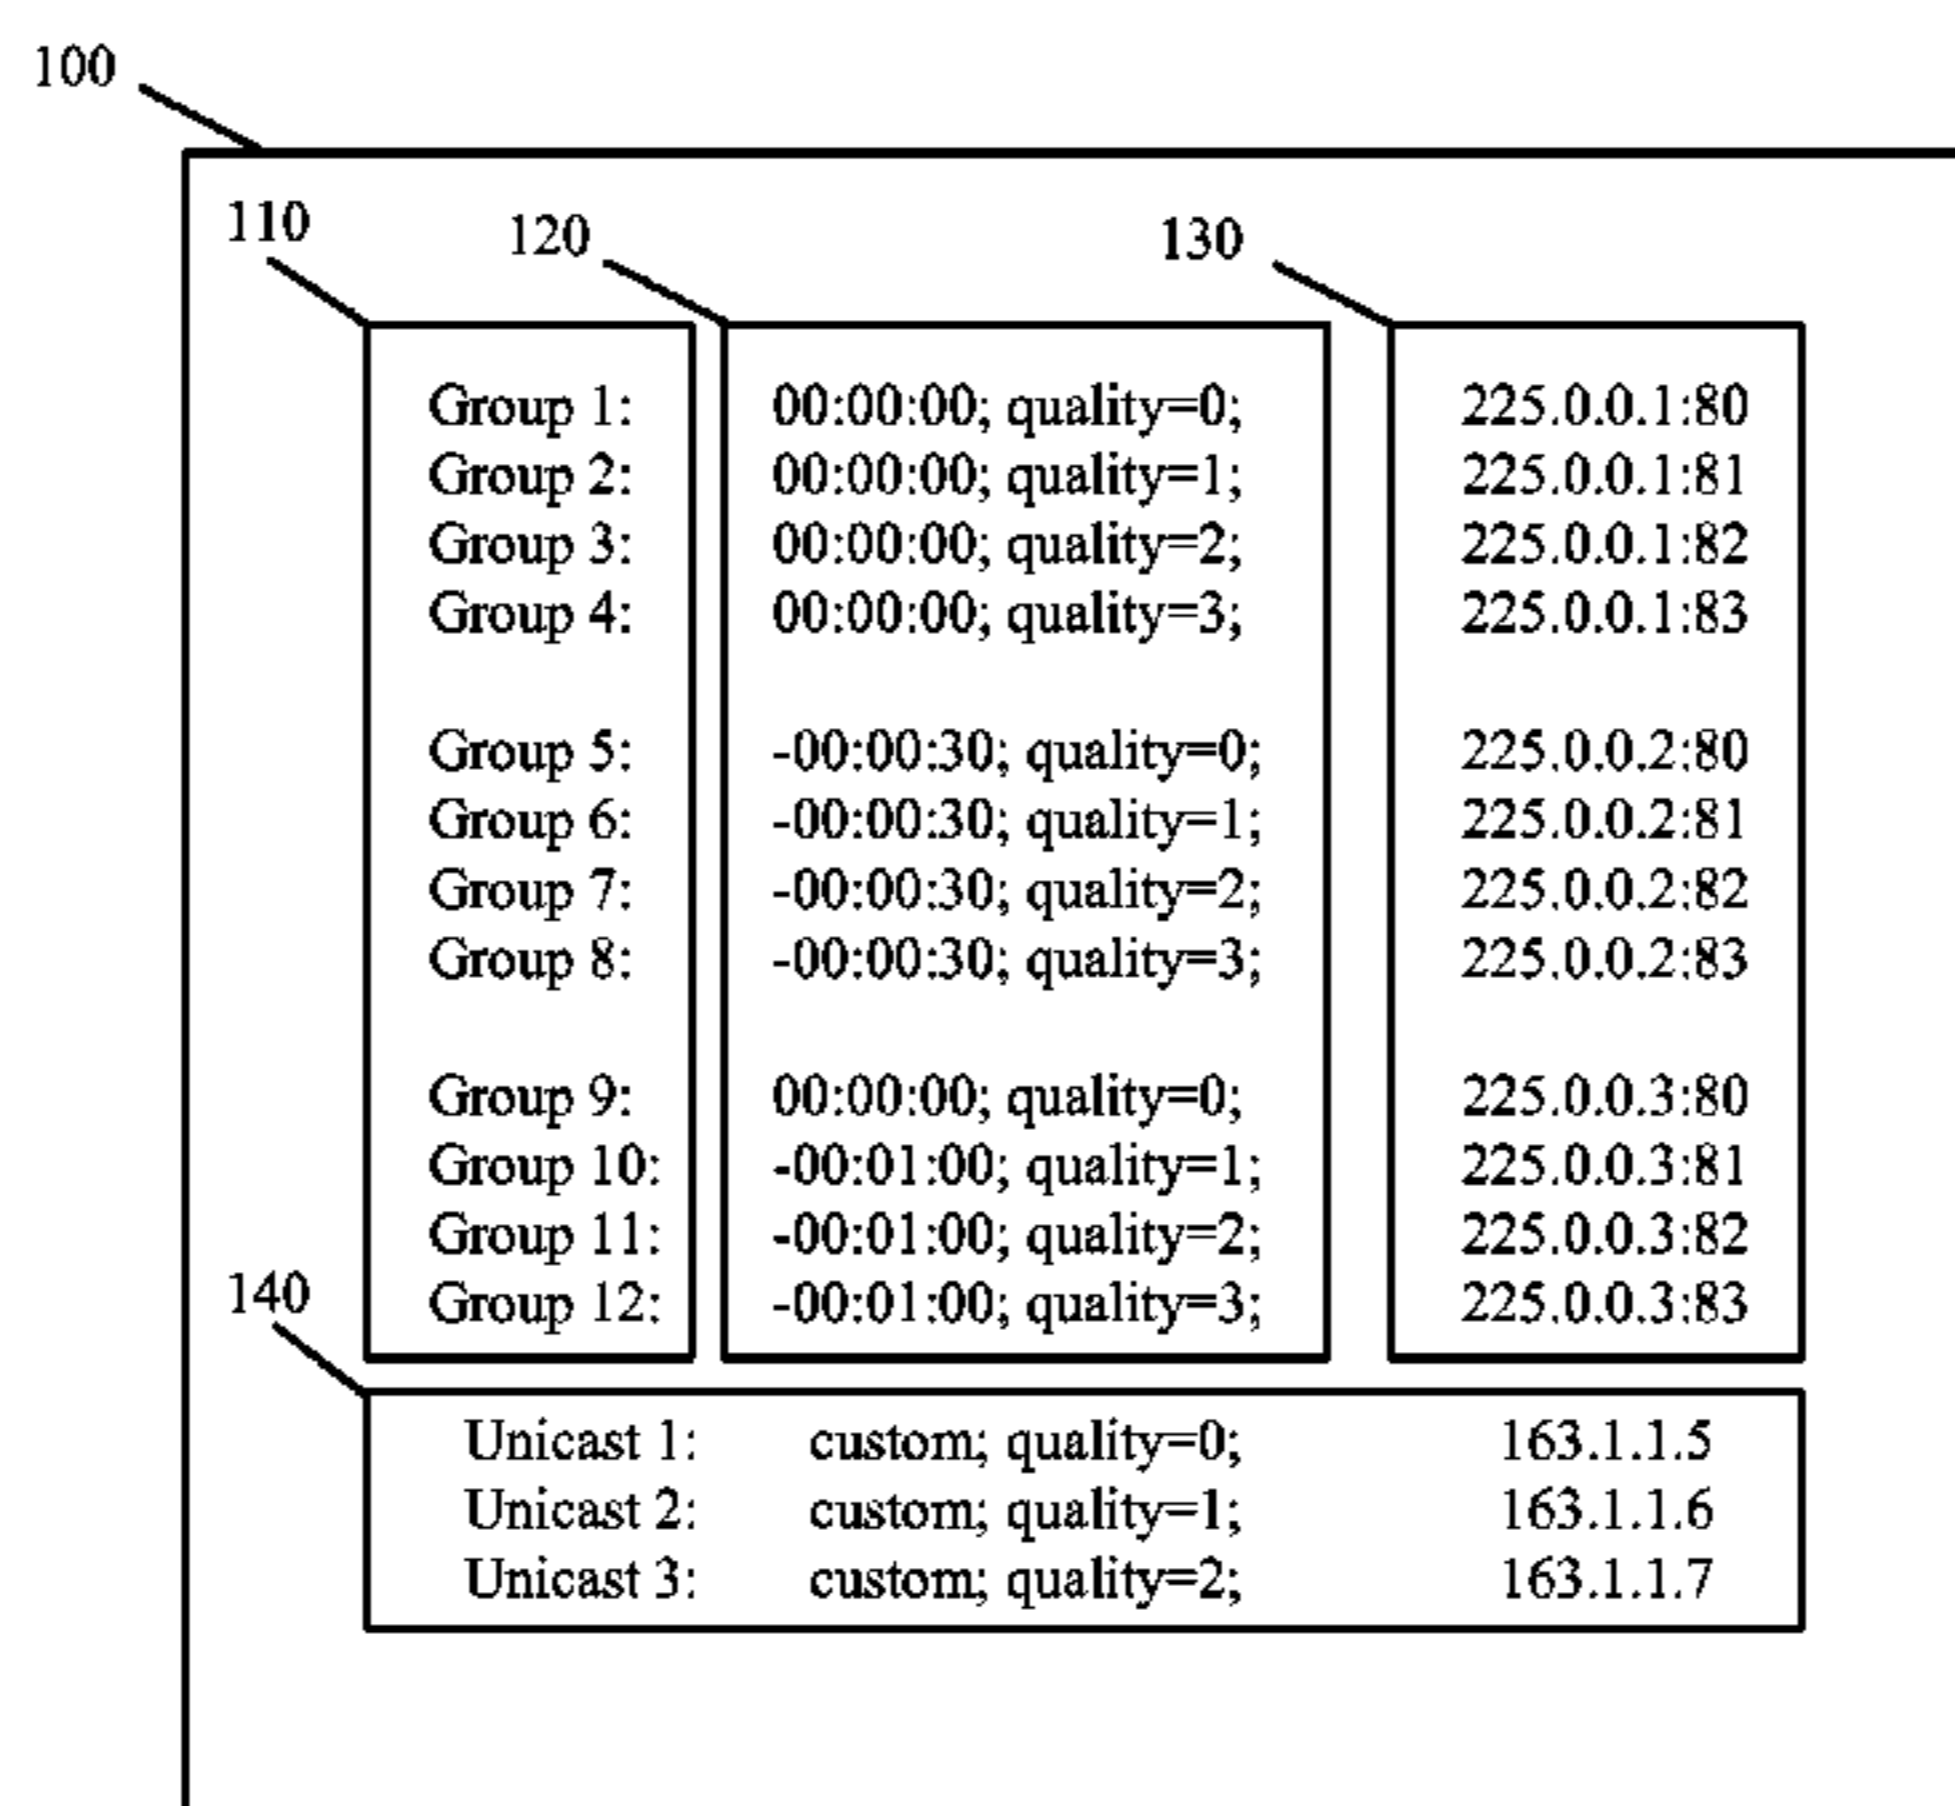 100
110 120 130
Group 1: 00:00:00; quality=0; 225.0.0.1:80
Group 2: 00:00:00; quality=1; 225.0.0.1:81
Group 3: 00:00:00; quality=2; 225.0.0.1:82
Group 4: 00:00:00; quality=3; 225.0.0.1:83
Group 5: -00:00:30; quality=0; 225.0.0.2:80
Group 6: -00:00:30; quality=1; 225.0.0.2:81
Group 7: -00:00:30; quality=2; 225.0.0.2:82
Group 8: -00:00:30; quality=3; 225.0.0.2:83
Group 9: 00:00:00; quality=0; 225.0.0.3:80
Group 10: -00:01:00; quality=1; 225.0.0.3:81
Group 11: -00:01:00; quality=2; 225.0.0.3:82
140
Group 12: -00:01:00; quality=3; 225.0.0.3:83
Unicast 1: custom; quality=0; 163.1.1.5
Unicast 2: custom; quality=1; 163.1.1.6
Unicast 3: custom; quality=2; 163.1.1.7